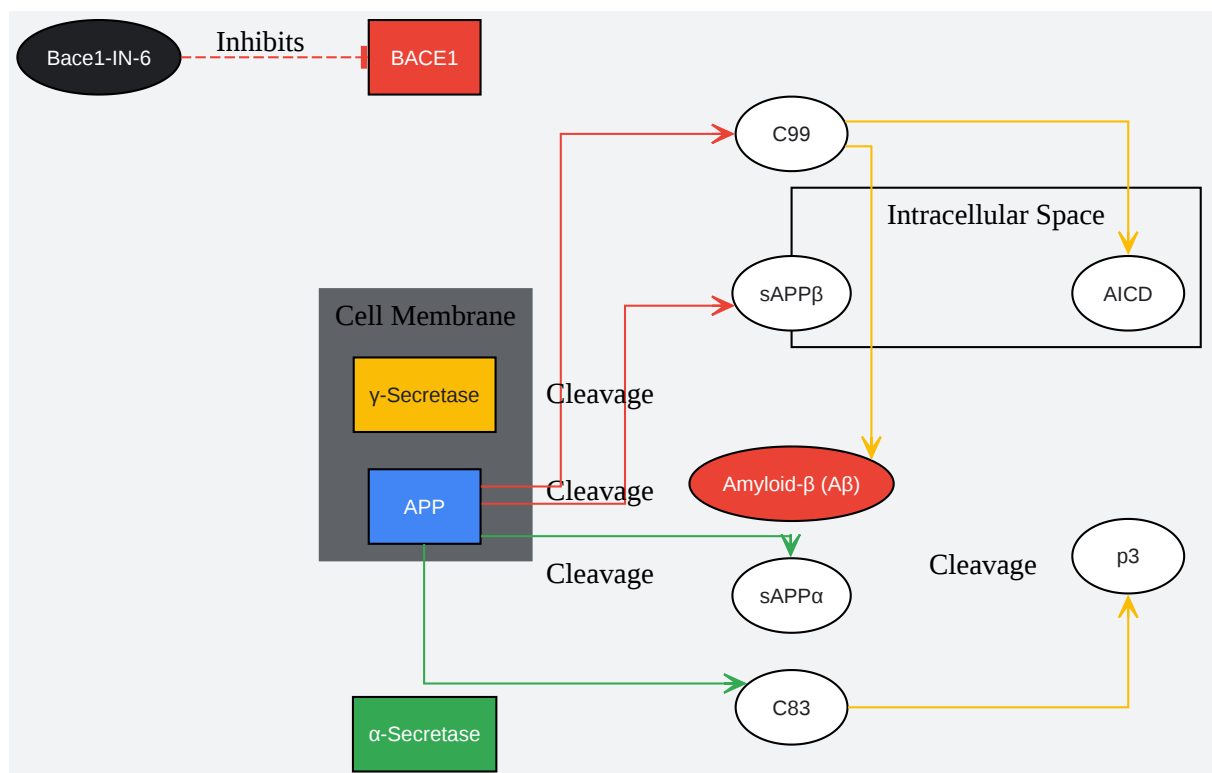 Bace1-IN-6
Inhibits
BACE1
C99
Intracellular Space
sAPPβ
AICD
Cell Membrane
γ-Secretase
Cleavage
APP
Cleavage
Amyloid-β (Aβ)
Cleavage
sAPPα
Cleavage
p3
C83
α-Secretase